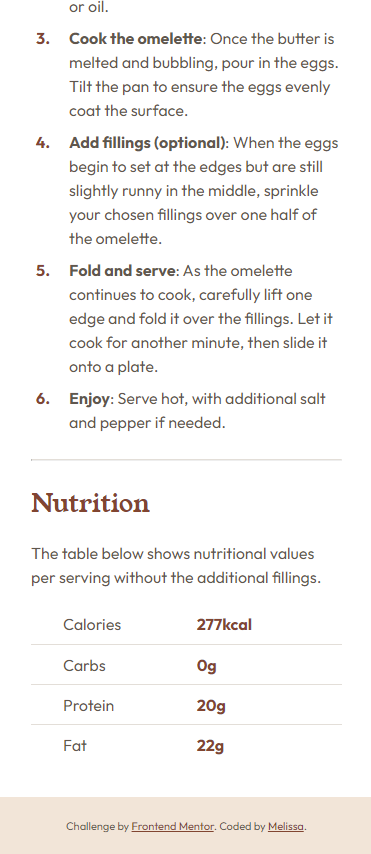 or oil.
3. Cook the omelette: Once the butter is
melted and bubbling, pour in the eggs.
Tilt the pan to ensure the eggs evenly
coat the surface.
4. Add fillings (optional): When the eggs
begin to set at the edges but are still
slightly runny in the middle, sprinkle
your chosen fillings over one half of
the omelette.
5. Fold and serve: As the omelette
continues to cook, carefully lift one
edge and fold it over the fillings. Let it
cook for another minute, then slide it
onto a plate.
6. Enjoy: Serve hot, with additional salt
and pepper if needed.
Nutrition
The table below shows nutritional values
per serving without the additional fillings.
Calories 277kcal
Carbs 0g
Protein 20g
Fat 22g
Challenge by Frontend Mentor. Coded by Melissa.